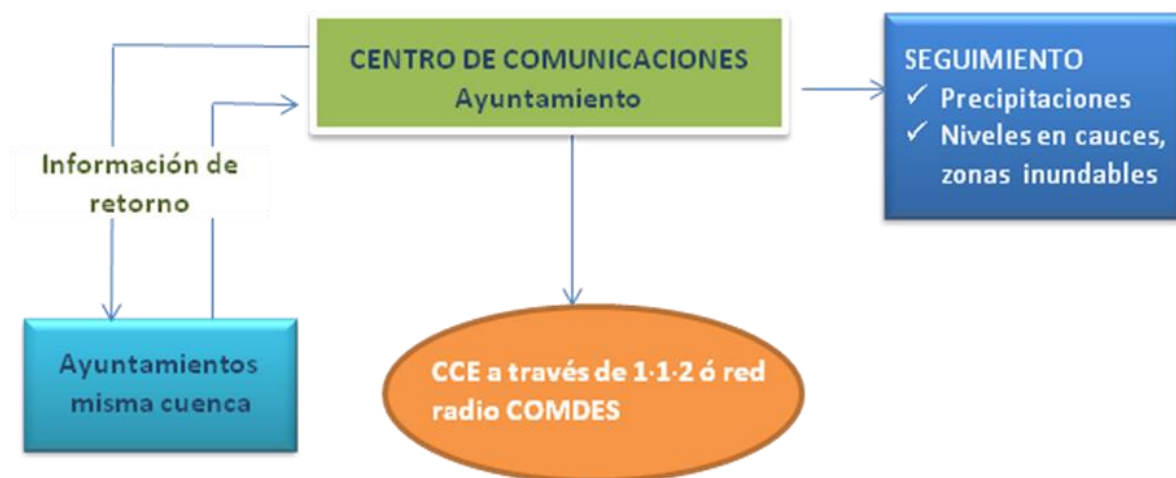 CENTRO DE COMUNICACIONES
Ayuntamiento
SEGUIMIENTO
✓ Precipitaciones
✓ Niveles en cauces,
zonas inundables
Información de
retorno
Ayuntamientos
misma cuenca
CCE a través de 1·1·2 ó red
radio COMDES